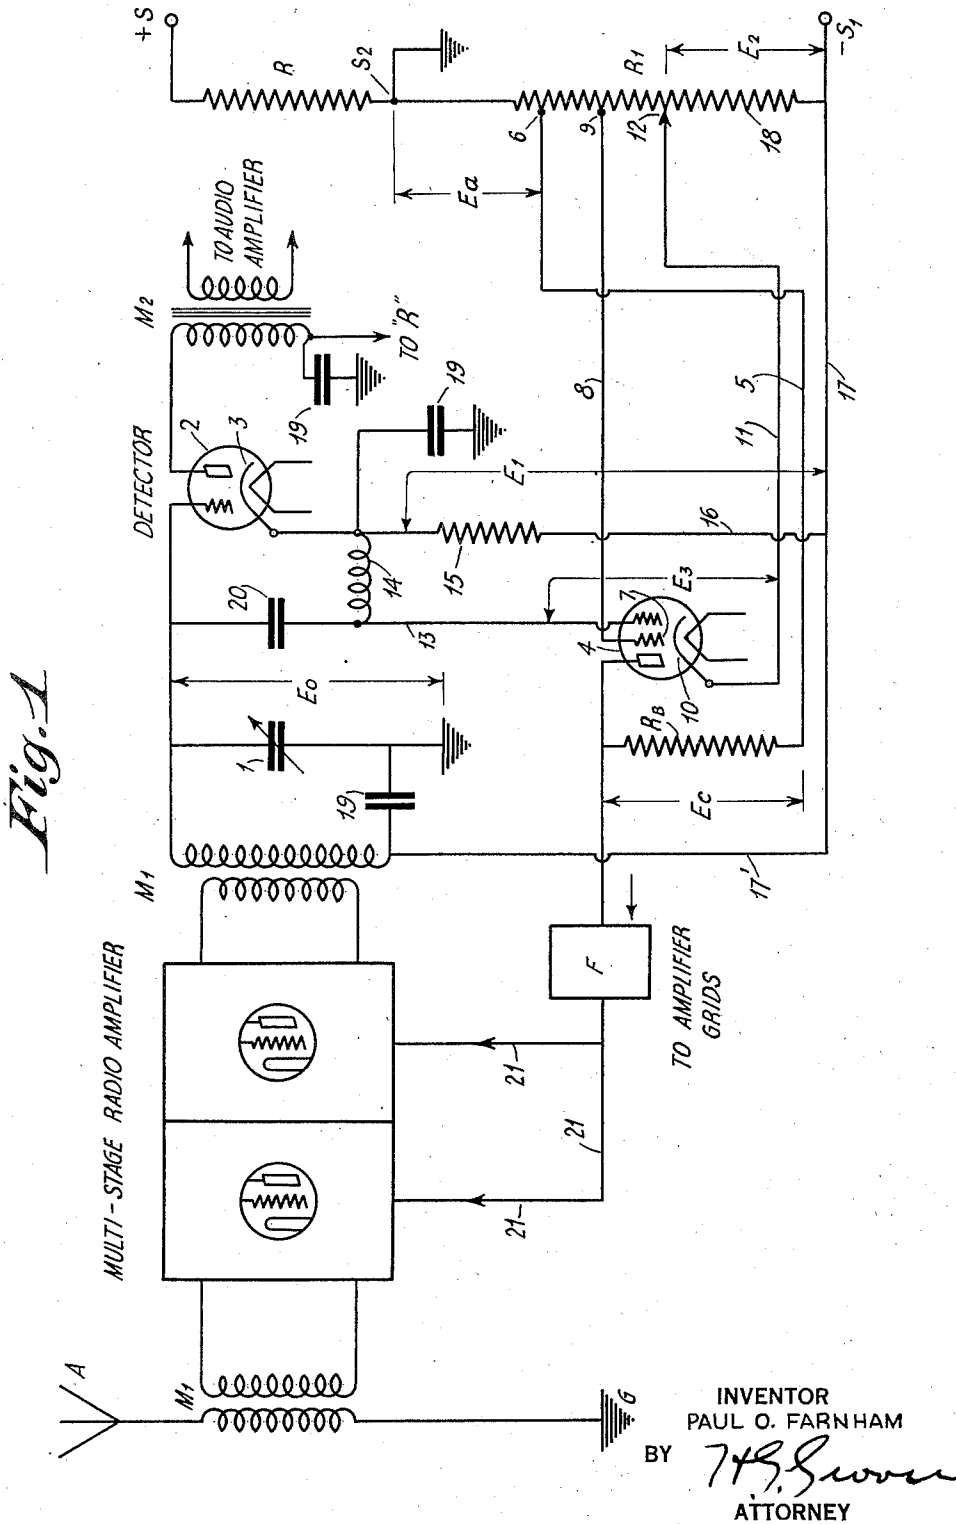 Fig. 1
MULTI-STAGE RADIO AMPLIFIER
DETECTOR
TO AUDIO
AMPLIFIER
TO "R"
TO AMPLIFIER
GRIDS
A
M1
G
M1
M2
+S
R
S2
R1
E2
-S1
6
9
12
18
Ea
2
3
19
19
8
5
17
11
E1
14
15
16
20
13
E3
7
4
10
RB
Eo
1
19
Ec
17'
F
21
21
21
INVENTOR
PAUL O. FARNHAM
BY
H.G. Grover
ATTORNEY